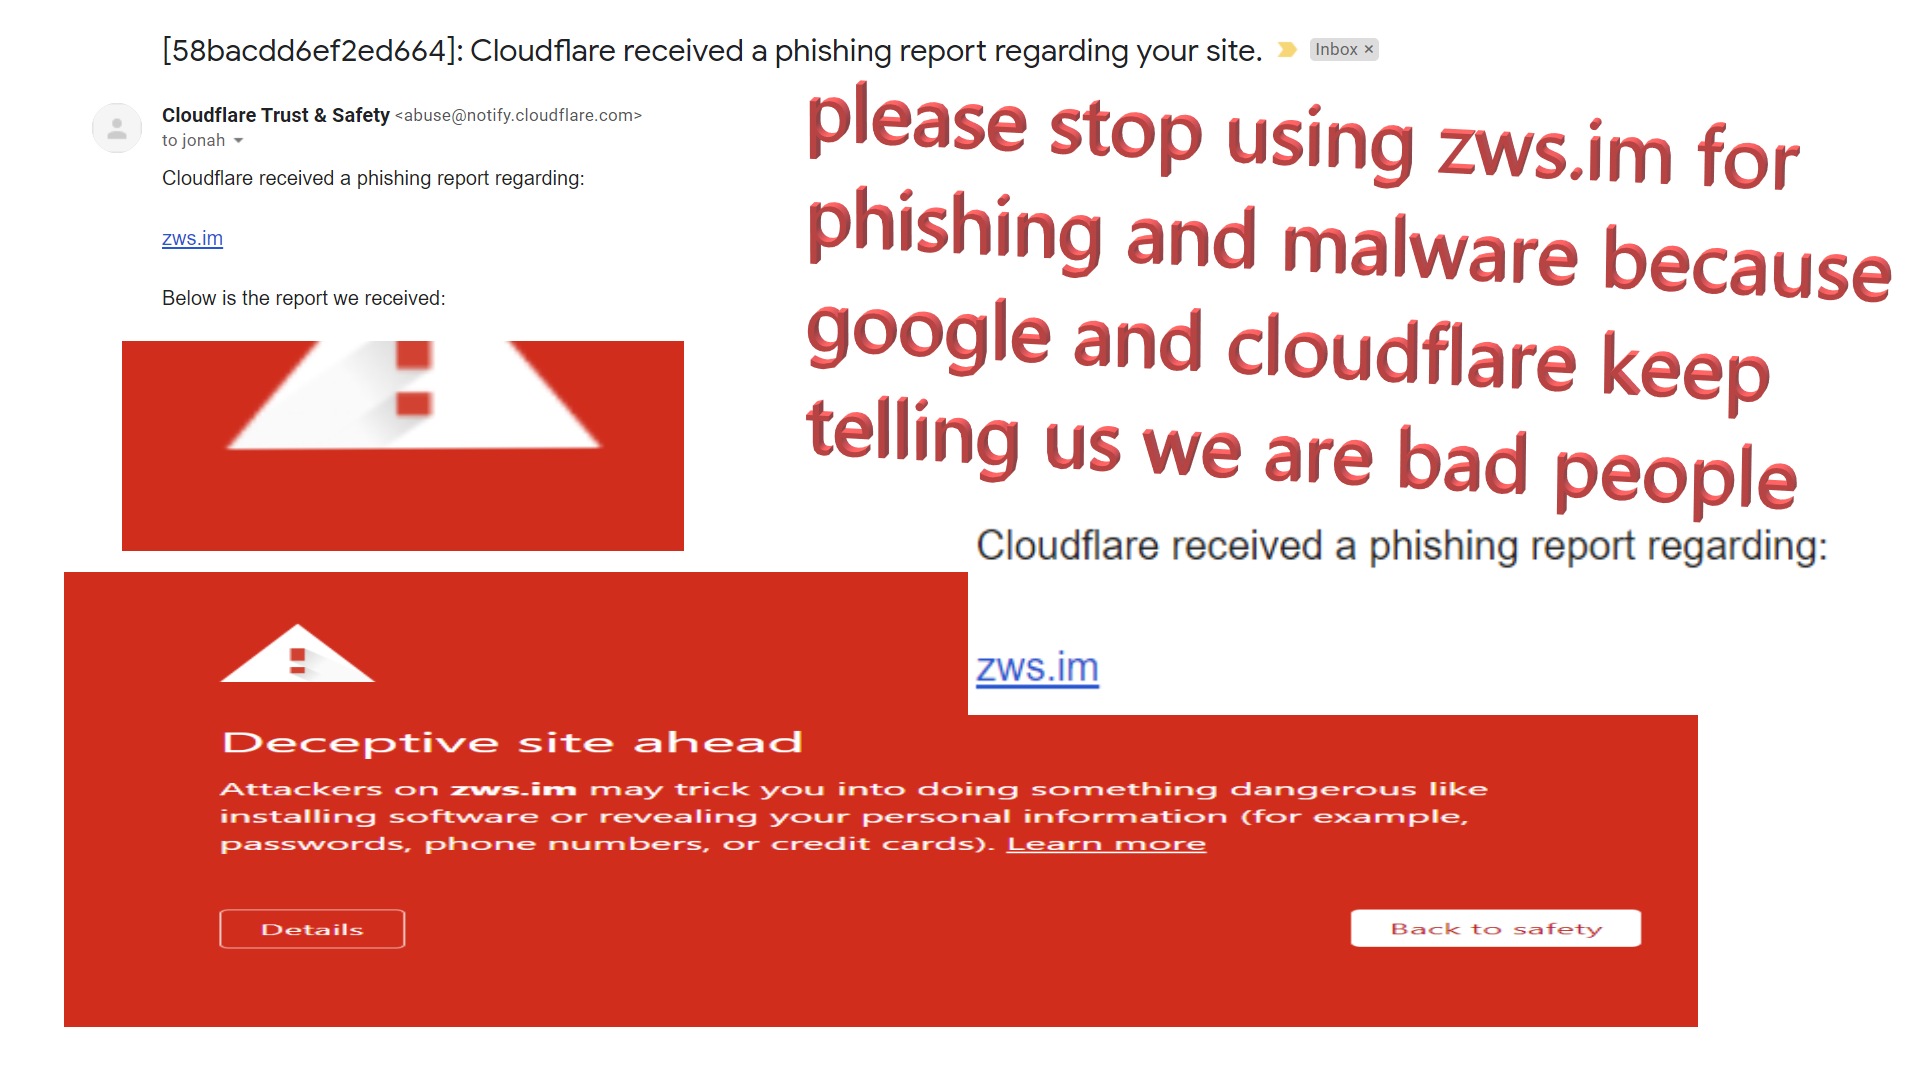 [58bacdd6ef2ed664]: Cloudflare received a phishing report regarding your site.
Inbox ×
Cloudflare Trust & Safety <abuse@notify.cloudflare.com>
to jonah
Cloudflare received a phishing report regarding:
zws.im
Below is the report we received:
please stop using zws.im for
phishing and malware because
google and cloudflare keep
telling us we are bad people
Cloudflare received a phishing report regarding:
zws.im
Deceptive site ahead
Attackers on zws.im may trick you into doing something dangerous like
installing software or revealing your personal information (for example,
passwords, phone numbers, or credit cards). Learn more
Details
Back to safety